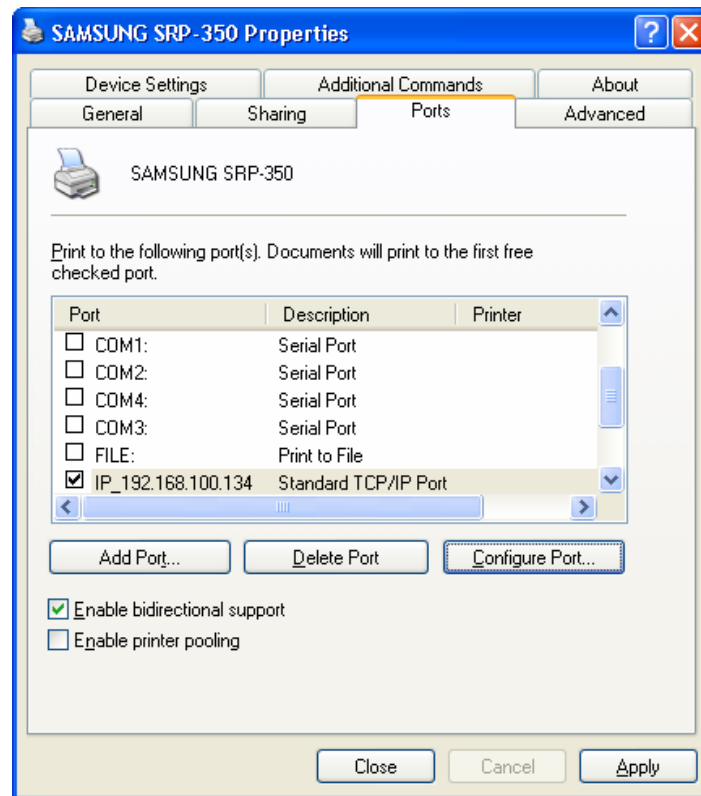 SAMSUNG SRP-350 Properties
Device Settings Additional Commands About
General Sharing Ports Advanced
SAMSUNG SRP-350
Print to the following port(s). Documents will print to the first free
checked port.
Port Description Printer
COM1: Serial Port
COM2: Serial Port
COM4: Serial Port
COM3: Serial Port
FILE: Print to File
IP_192.168.100.134 Standard TCP/IP Port
Add Port... Delete Port Configure Port...
Enable bidirectional support
Enable printer pooling
Close Cancel Apply